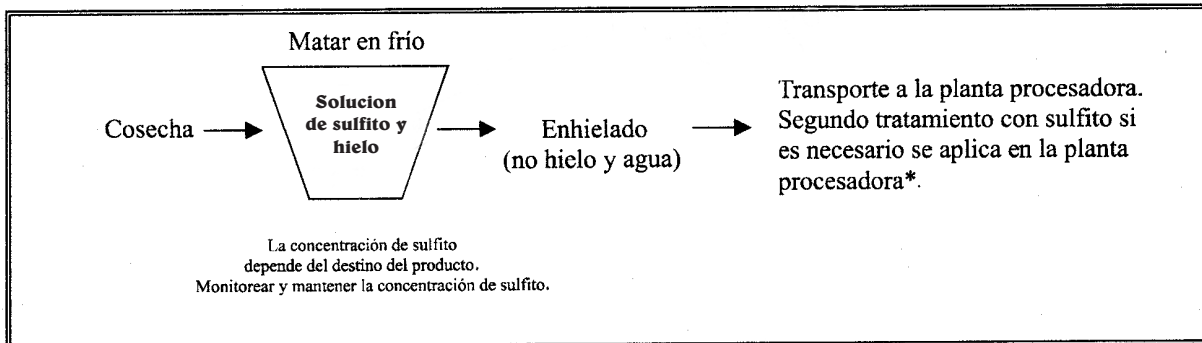 Matar en frío
Cosecha
Solucion
de sulfito y
hielo
Enhielado
(no hielo y agua)
Transporte a la planta procesadora.
Segundo tratamiento con sulfito si
es necesario se aplica en la planta
procesadora*.
La concentración de sulfito
depende del destino del producto.
Monitorear y mantener la concentración de sulfito.